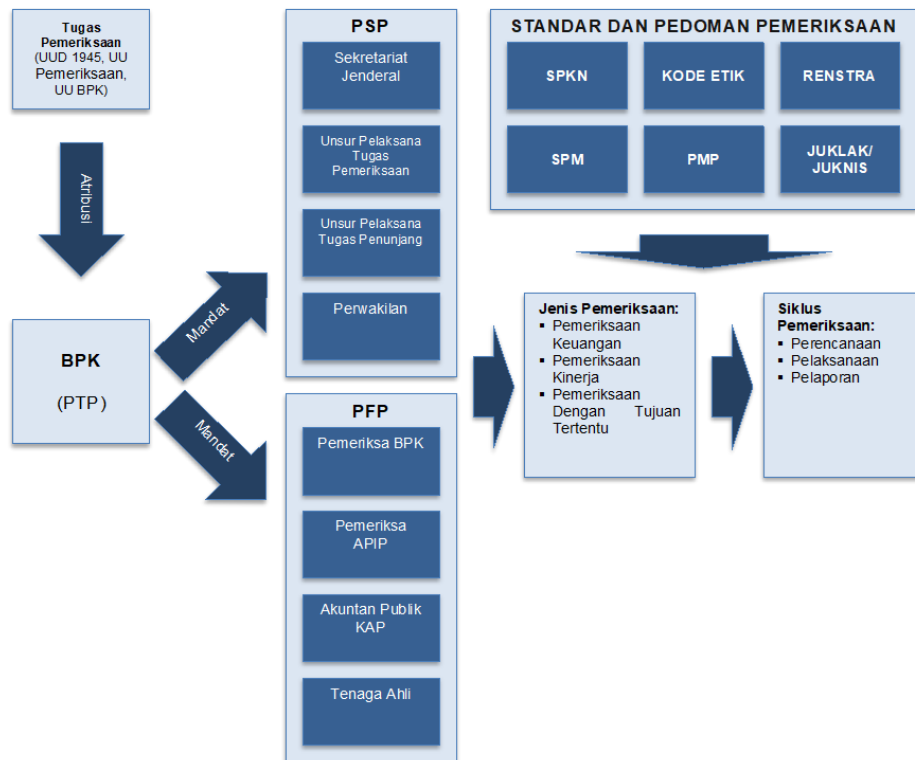 Tugas
Pemeriksaan
(UUD 1945, UU
Pemeriksaan,
UU BPK)
Atribusi
BPK
(PTP)
Mandat
Mandat
PSP
Sekretariat
Jenderal
Unsur Pelaksana
Tugas
Pemeriksaan
Unsur Pelaksana
Tugas Penunjang
Perwakilan
PFP
Pemeriksa BPK
Pemeriksa
APIP
Akuntan Publik
KAP
Tenaga Ahli
STANDAR DAN PEDOMAN PEMERIKSAAN
SPKN
KODE ETIK
RENSTRA
SPM
PMP
JUKLAK/
JUKNIS
Jenis Pemeriksaan:
▪ Pemeriksaan
Keuangan
▪ Pemeriksaan
Kinerja
▪ Pemeriksaan
Dengan Tujuan
Tertentu
Siklus
Pemeriksaan:
▪ Perencanaan
▪ Pelaksanaan
▪ Pelaporan